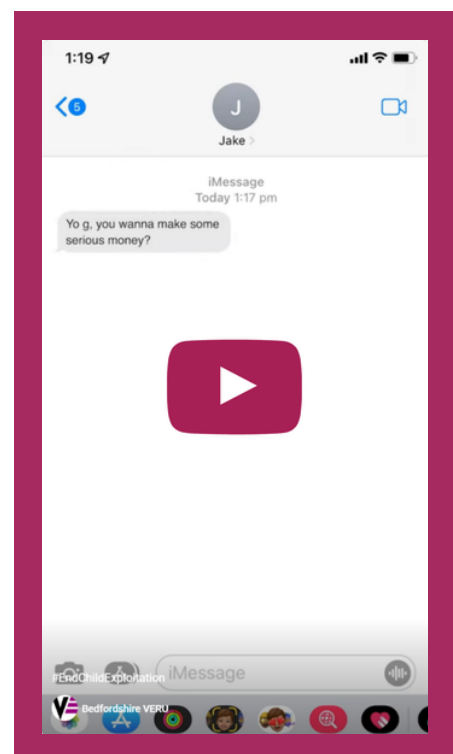 1:19
5
J
Jake
iMessage
Today 1:17 pm
Yo g, you wanna make some
serious money?
iMessage
#EndChildExploitation
Bedfordshire VERU